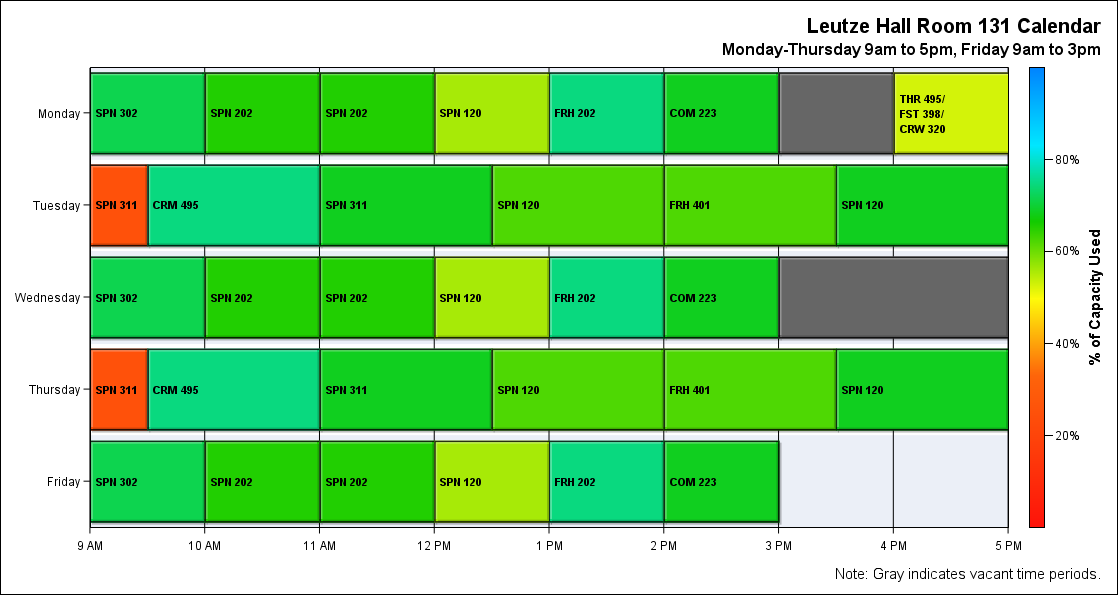 Leutze Hall Room 131 Calendar
Monday-Thursday 9am to 5pm, Friday 9am to 3pm
Monday
SPN 302
SPN 202
SPN 202
SPN 120
FRH 202
COM 223
THR 495/
FST 398/
CRW 320
Tuesday
SPN 311
CRM 495
SPN 311
SPN 120
FRH 401
SPN 120
Wednesday
SPN 302
SPN 202
SPN 202
SPN 120
FRH 202
COM 223
Thursday
SPN 311
CRM 495
SPN 311
SPN 120
FRH 401
SPN 120
Friday
SPN 302
SPN 202
SPN 202
SPN 120
FRH 202
COM 223
9 AM
10 AM
11 AM
12 PM
1 PM
2 PM
3 PM
4 PM
5 PM
80%
60%
40%
20%
% of Capacity Used
Note: Gray indicates vacant time periods.